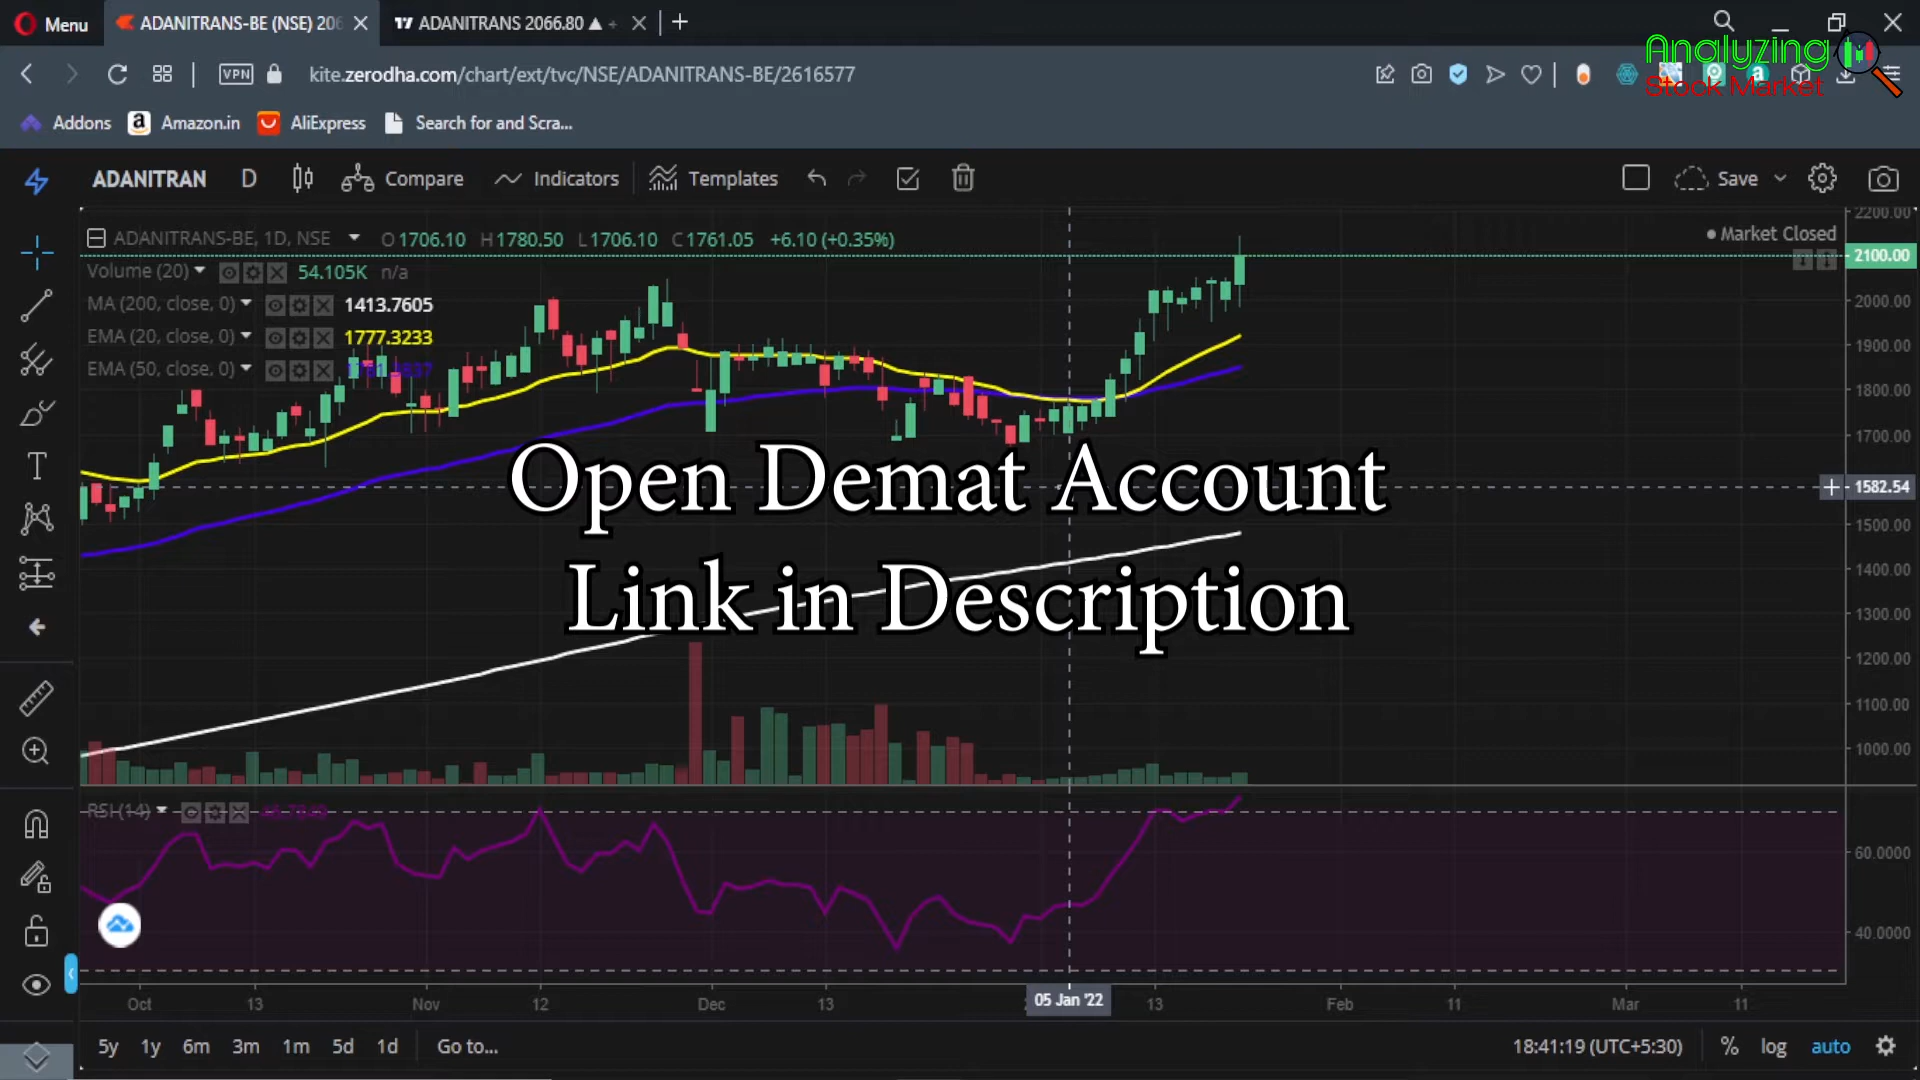 Menu
ADANITRANS-BE (NSE) 206
ADANITRANS 2066.80 ▲ +
VPN
kite.zerodha.com/chart/ext/tvc/NSE/ADANITRANS-BE/2616577
Analyzing
Stock Market
Addons
Amazon.in
AliExpress
Search for and Scra...
ADANITRAN D Compare Indicators Templates Save
ADANITRANS-BE, 1D, NSE O1706.10 H1780.50 L1706.10 C1761.05 +6.10 (+0.35%)
Market Closed
Volume (20) 54.105K n/a
MA (200, close, 0) 1413.7605
EMA (20, close, 0) 1777.3233
EMA (50, close, 0)
2200.00
2100.00
2000.00
1900.00
1800.00
1700.00
1582.54
1500.00
1400.00
1300.00
1200.00
1100.00
1000.00
Open Demat Account
Link in Description
RSI (14)
60.0000
40.0000
Oct 13 Nov 12 Dec 13 05 Jan '22 13 Feb 11 Mar 11
5y 1y 6m 3m 1m 5d 1d Go to...
18:41:19 (UTC+5:30) % log auto